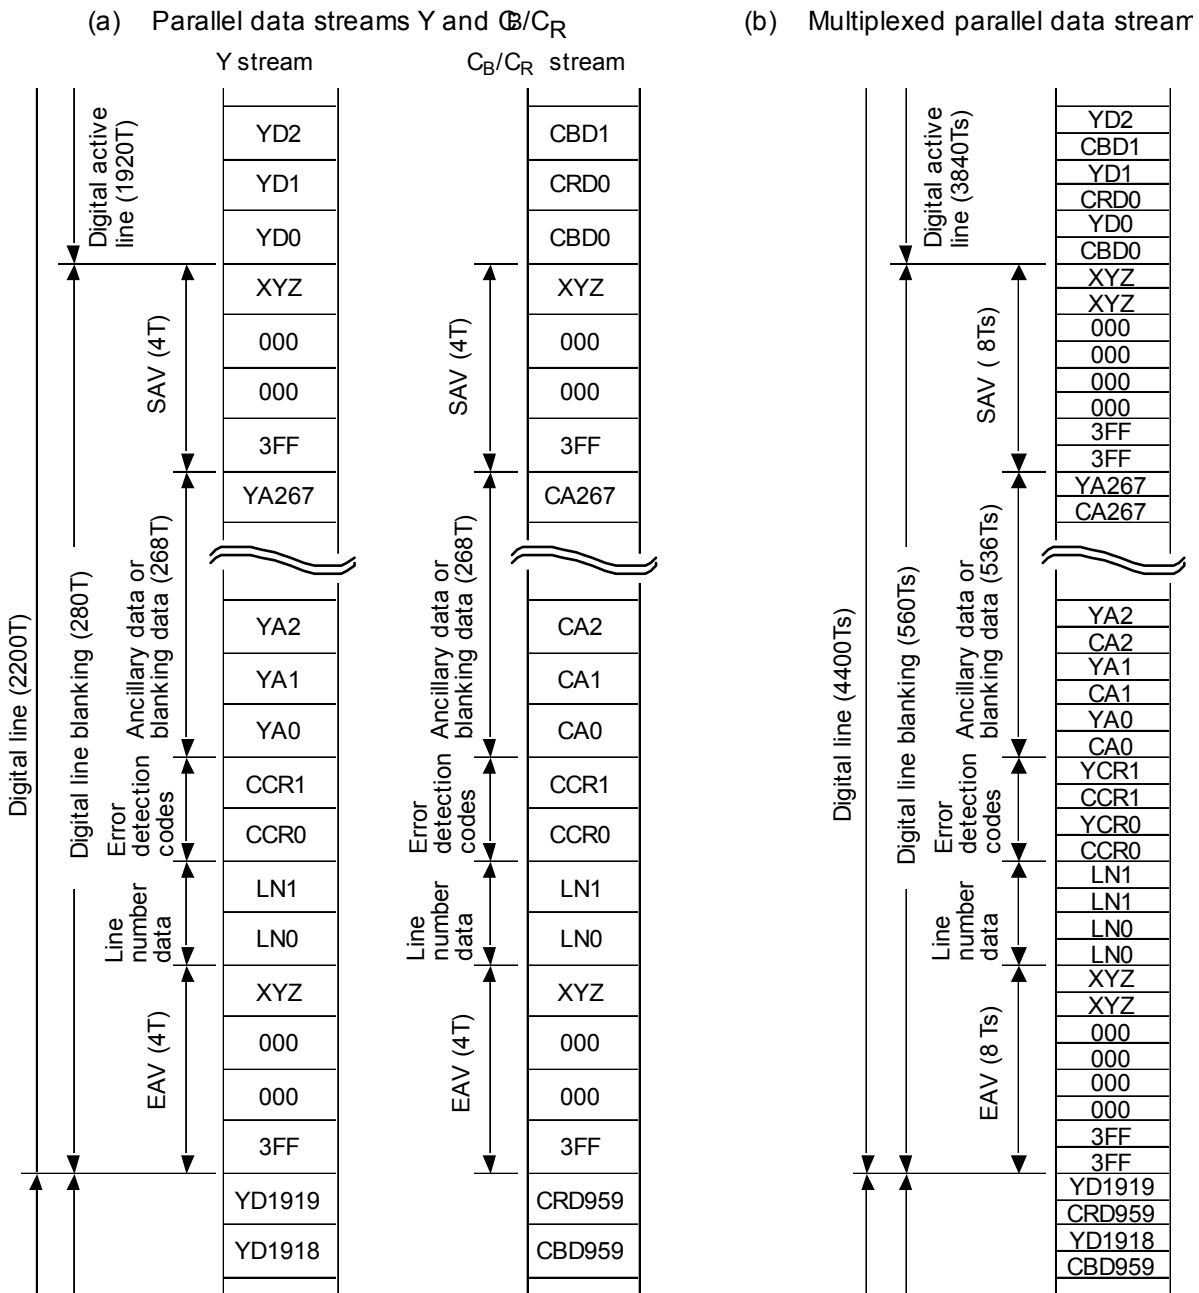 (a) Parallel data streams Y and CB/CR
(b) Multiplexed parallel data stream
Y stream
CB/CR stream
Digital line (2200T)
Digital line blanking (280T)
Digital active
line (1920T)
SAV (4T)
Ancillary data or
blanking data (268T)
Error
detection
codes
Line
number
data
EAV (4T)
YD2
YD1
YD0
XYZ
000
000
3FF
YA267
YA2
YA1
YA0
CCR1
CCR0
LN1
LN0
XYZ
000
000
3FF
YD1919
YD1918
SAV (4T)
Ancillary data or
blanking data (268T)
Error
detection
codes
Line
number
data
EAV (4T)
CBD1
CRD0
CBD0
XYZ
000
000
3FF
CA267
CA2
CA1
CA0
CCR1
CCR0
LN1
LN0
XYZ
000
000
3FF
CRD959
CBD959
Digital line (4400Ts)
Digital line blanking (560Ts)
Digital active
line (3840Ts)
SAV ( 8Ts)
Ancillary data or
blanking data (536Ts)
Error
detection
codes
Line
number
data
EAV (8 Ts)
YD2
CBD1
YD1
CRD0
YD0
CBD0
XYZ
XYZ
000
000
000
000
3FF
3FF
YA267
CA267
YA2
CA2
YA1
CA1
YA0
CA0
YCR1
CCR1
YCR0
CCR0
LN1
LN1
LN0
LN0
XYZ
XYZ
000
000
000
000
3FF
3FF
YD1919
CRD959
YD1918
CBD959